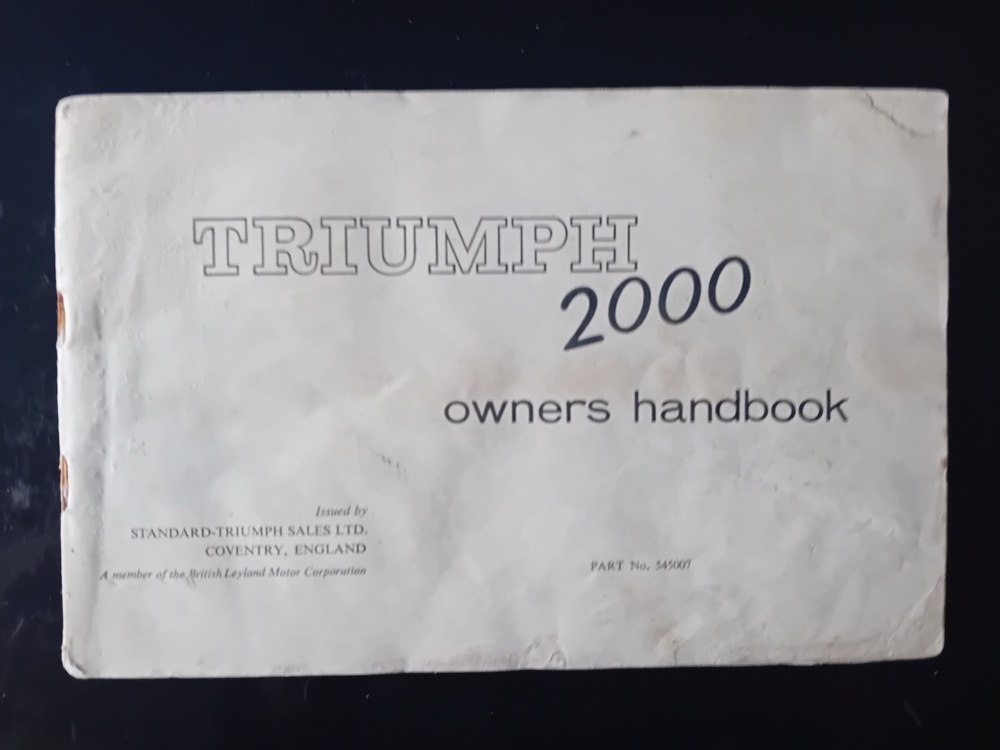 TRIUMPH
2000
owners handbook
Issued by
STANDARD-TRIUMPH SALES LTD.
COVENTRY, ENGLAND
A member of the British Leyland Motor Corporation
PART No. 545007